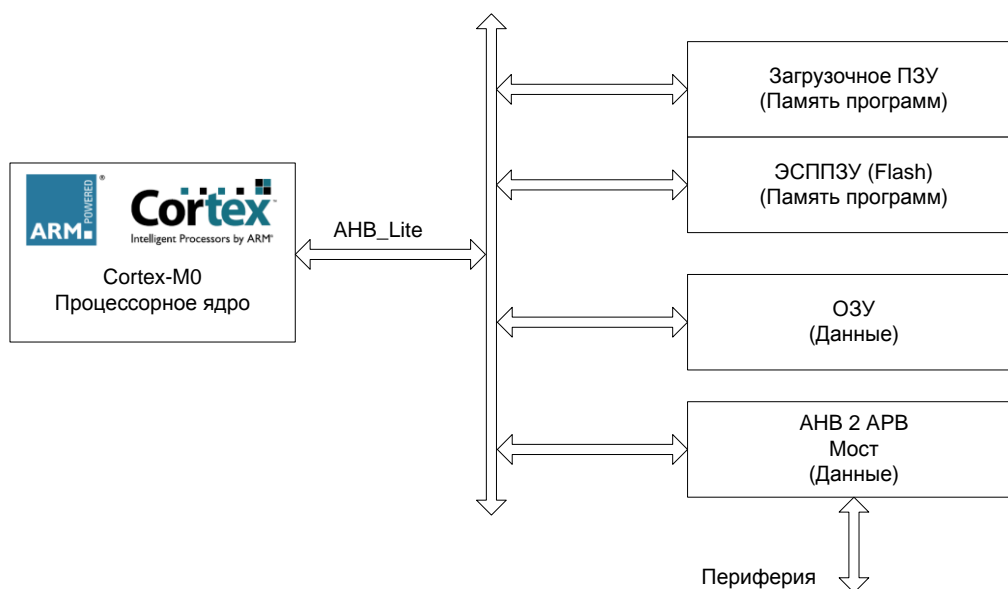 Загрузочное ПЗУ
(Память программ)
ЭСППЗУ (Flash)
(Память программ)
ARM
POWERED
®
Cortex
Intelligent Processors by ARM®
AHB_Lite
Cortex-M0
Процессорное ядро
ОЗУ
(Данные)
AHB 2 APB
Мост
(Данные)
Периферия